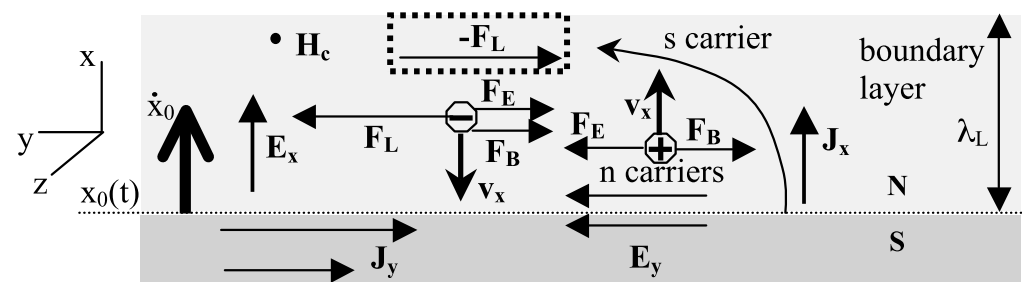 -F_L
s carrier
H_c
boundary
layer
x
ẋ_0
F_E
v_x
y
E_x
F_L
F_B
F_E
F_B
J_x
λ_L
z
n carriers
x_0(t)
v_x
N
S
J_y
E_y